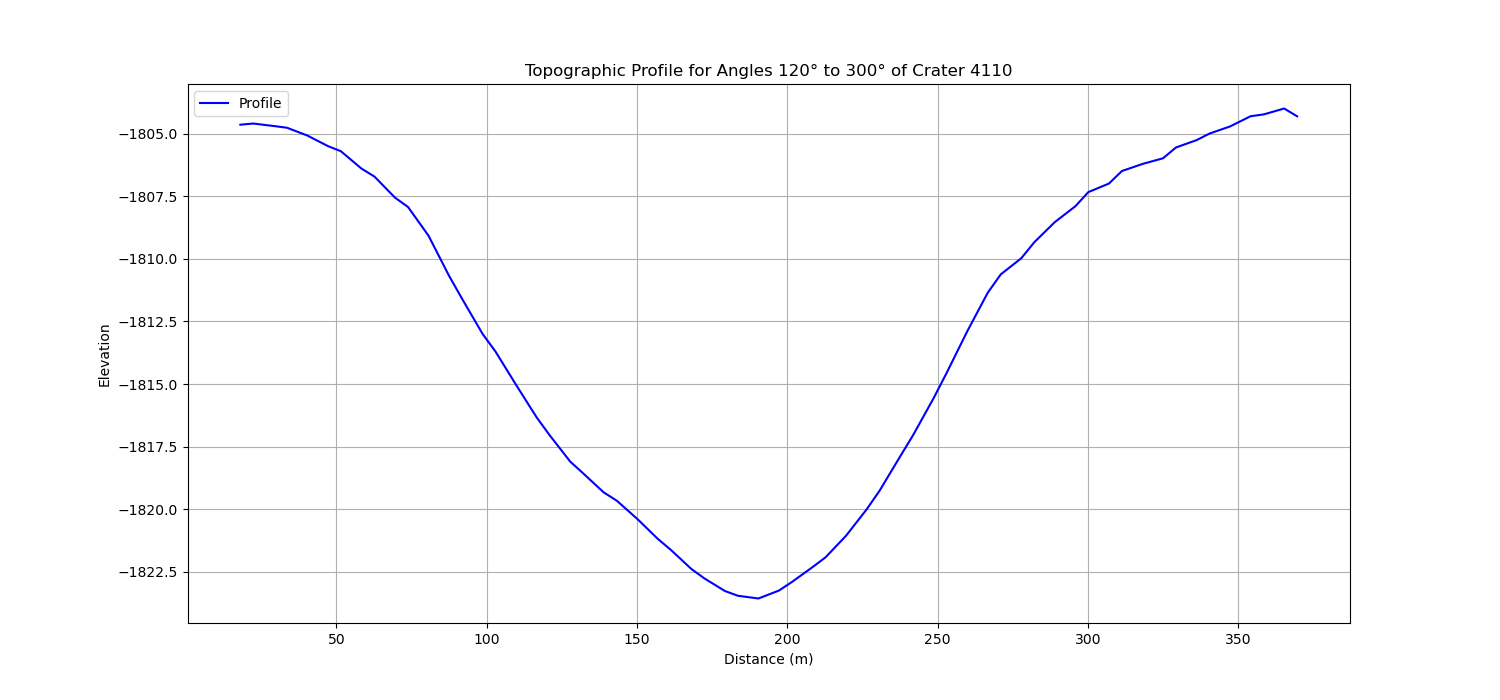 Topographic Profile for Angles 120° to 300° of Crater 4110
Profile
−1805.0
−1807.5
−1810.0
−1812.5
−1815.0
−1817.5
−1820.0
−1822.5
Elevation
50 100 150 200 250 300 350
Distance (m)